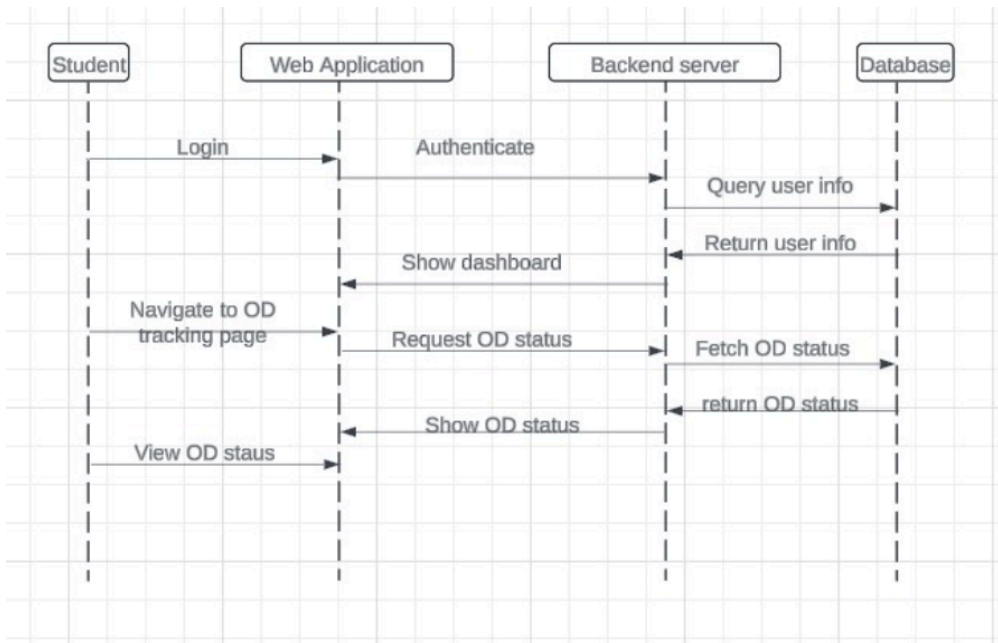 Student
Web Application
Backend server
Database
Login
Authenticate
Query user info
Return user info
Show dashboard
Navigate to OD
tracking page
Request OD status
Fetch OD status
return OD status
Show OD status
View OD staus